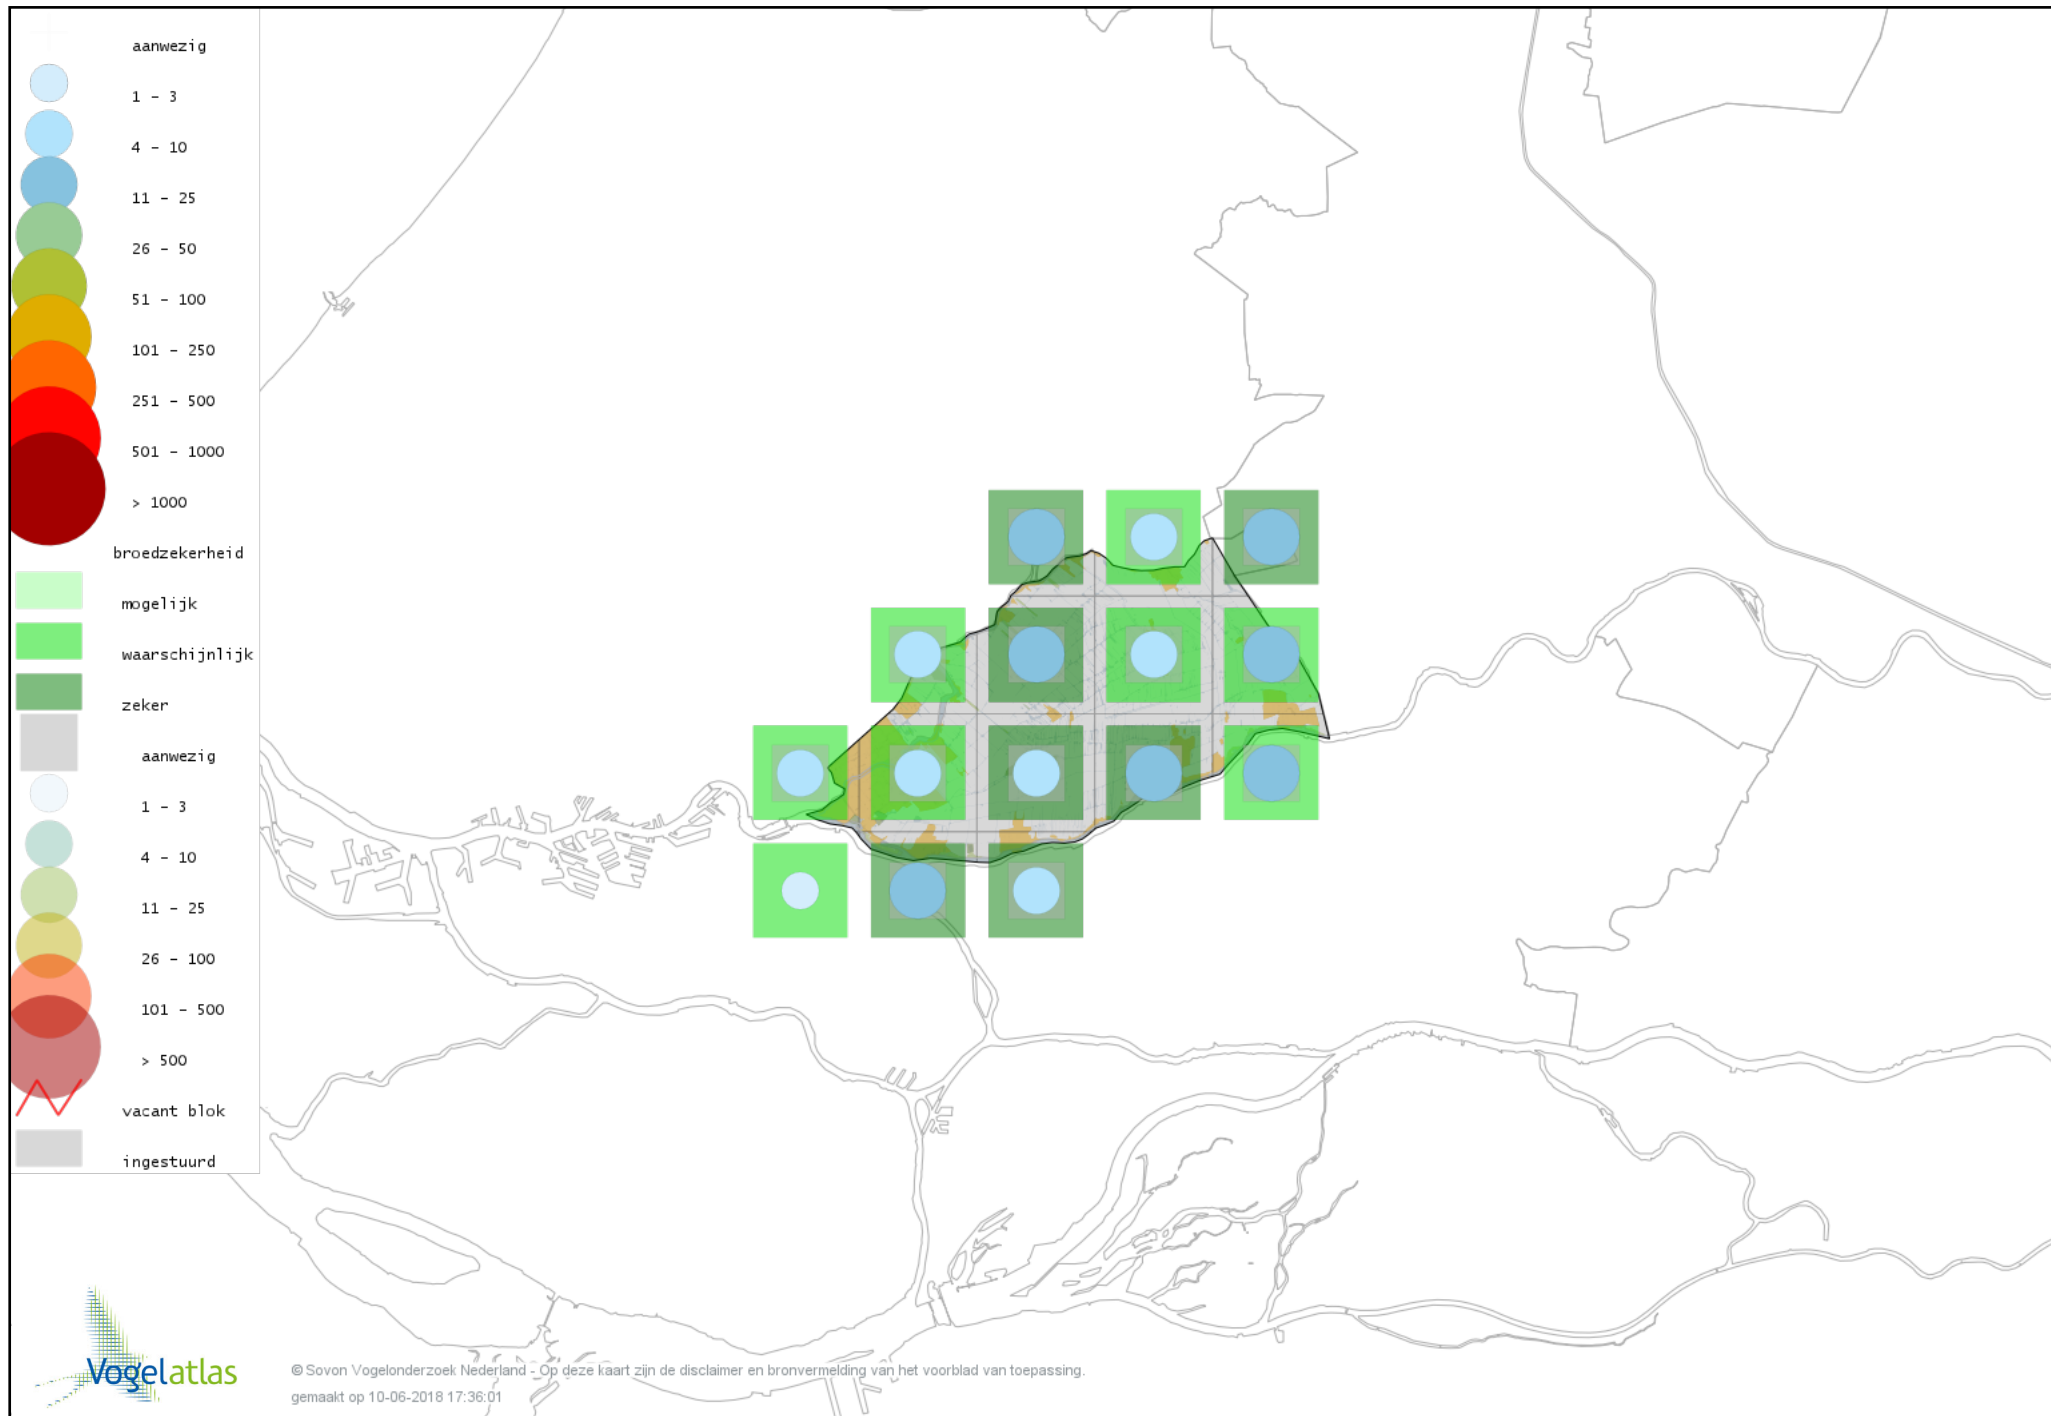 aanwezig
1 - 3
4 - 10
11 - 25
26 - 50
51 - 100
101 - 250
251 - 500
501 - 1000
> 1000
broedzekerheid
mogelijk
waarschijnlijk
zeker
aanwezig
1 - 3
4 - 10
11 - 25
26 - 100
101 - 500
> 500
vacant blok
ingestuurd
Vogelatlas
© Sovon Vogelonderzoek Nederland - Op deze kaart zijn de disclaimer en bronvermelding van het voorblad van toepassing.
gemaakt op 10-06-2018 17:36:01